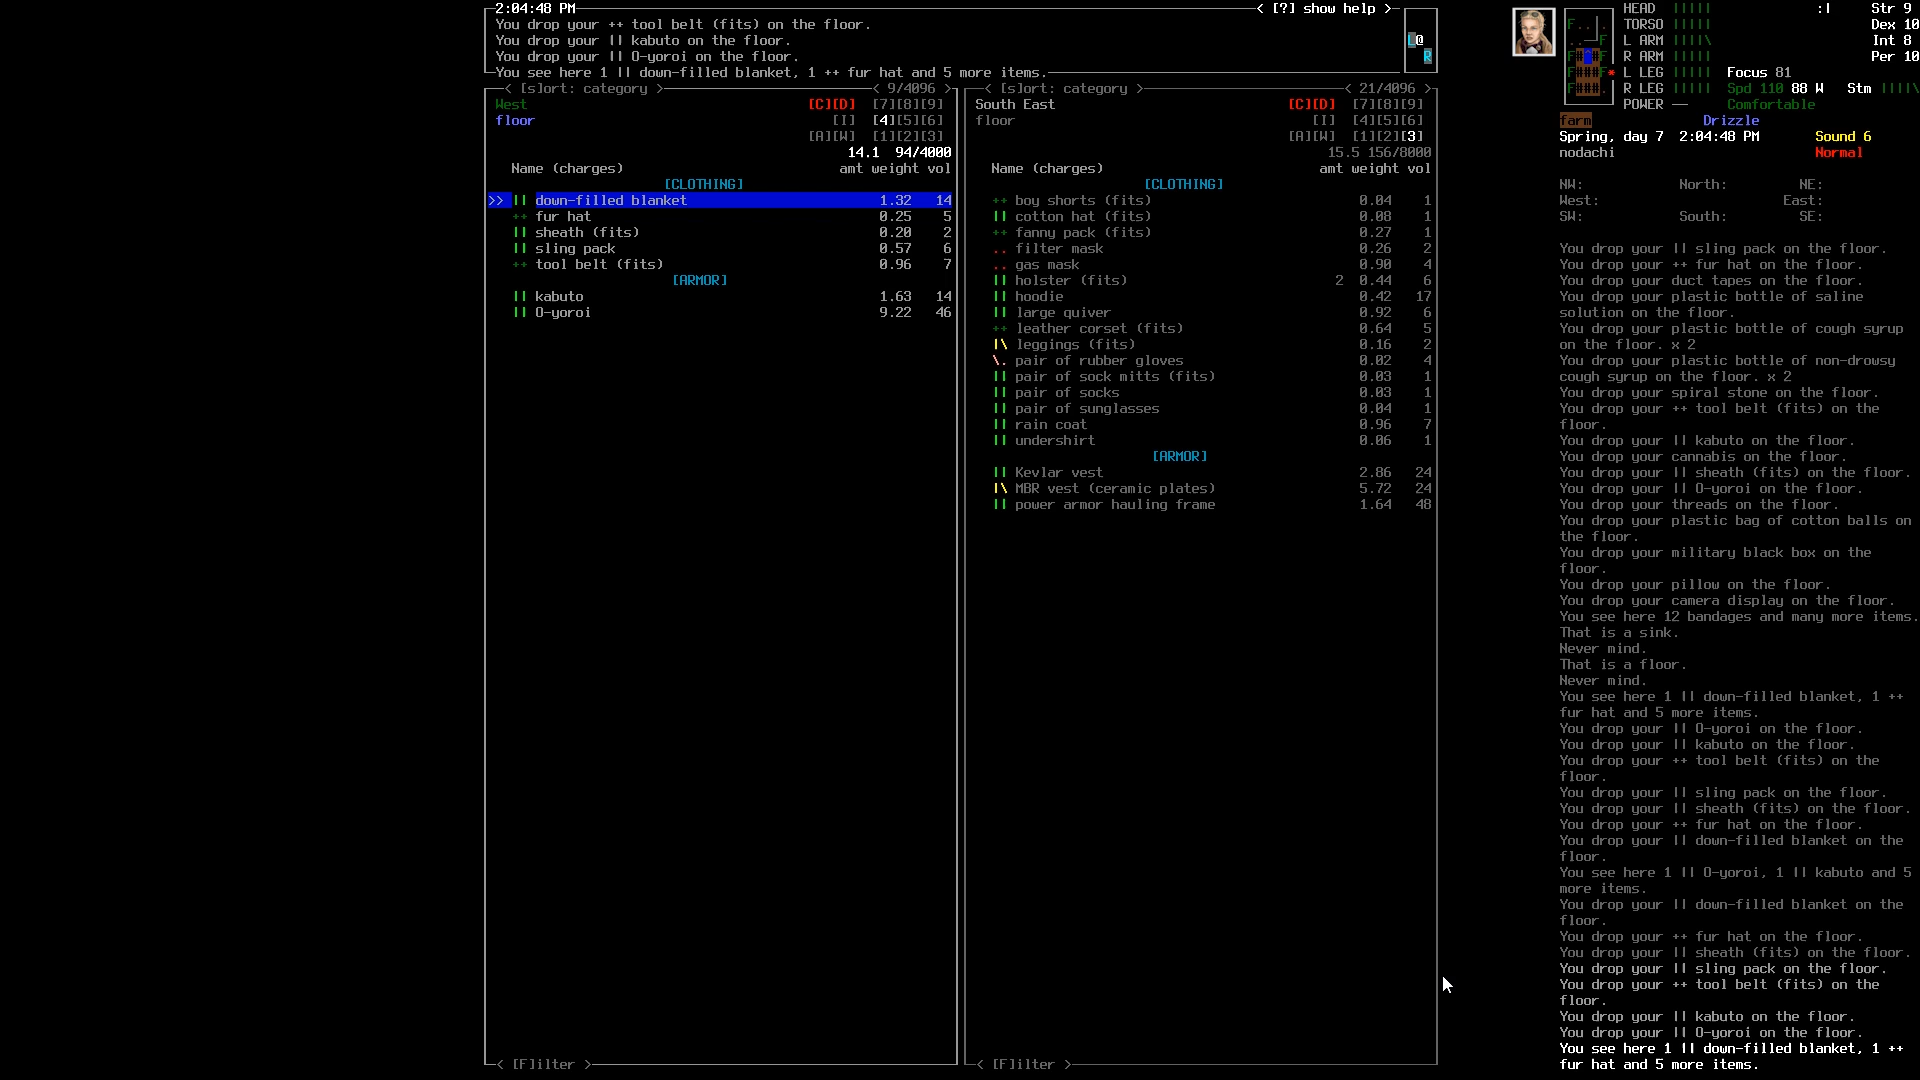 2:04:48 PM < [?] show help >
You drop your ++ tool belt (fits) on the floor.
You drop your || kabuto on the floor.
You drop your || O-yoroi on the floor.
You see here 1 || down-filled blanket, 1 ++ fur hat and 5 more items.
L@
R
< [s]ort: category > < 9/4096 >
West [C][D] [7][8][9]
floor [I] [4][5][6]
[A][W] [1][2][3]
14.1 94/4000
Name (charges) amt weight vol
[CLOTHING]
>> || down-filled blanket 1.32 14
++ fur hat 0.25 5
|| sheath (fits) 0.20 2
|| sling pack 0.57 6
++ tool belt (fits) 0.96 7
[ARMOR]
|| kabuto 1.63 14
|| O-yoroi 9.22 46
< [F]ilter >
< [s]ort: category > < 21/4096 >
South East [C][D] [7][8][9]
floor [I] [4][5][6]
[A][W] [1][2][3]
15.5 156/8000
Name (charges) amt weight vol
[CLOTHING]
++ boy shorts (fits) 0.04 1
|| cotton hat (fits) 0.08 1
++ fanny pack (fits) 0.27 1
.. filter mask 0.26 2
.. gas mask 0.90 4
|| holster (fits) 2 0.44 6
|| hoodie 0.42 17
|| large quiver 0.92 6
++ leather corset (fits) 0.64 5
|\ leggings (fits) 0.16 2
\. pair of rubber gloves 0.02 4
|| pair of sock mitts (fits) 0.03 1
|| pair of socks 0.03 1
|| pair of sunglasses 0.04 1
|| rain coat 0.96 7
|| undershirt 0.06 1
[ARMOR]
|| Kevlar vest 2.86 24
|\ MBR vest (ceramic plates) 5.72 24
|| power armor hauling frame 1.64 48
< [F]ilter >
HEAD ||||| :| Str 9
TORSO ||||| Dex 10
L ARM ||||\ Int 8
R ARM ||||| Per 10
L LEG ||||| Focus 81
R LEG ||||| Spd 110 88 W Stm ||||\
POWER -- Comfortable
farm Drizzle
Spring, day 7 2:04:48 PM Sound 6
nodachi Normal
NW: North: NE:
West: East:
SW: South: SE:
You drop your || sling pack on the floor.
You drop your ++ fur hat on the floor.
You drop your duct tapes on the floor.
You drop your plastic bottle of saline
solution on the floor.
You drop your plastic bottle of cough syrup
on the floor. x 2
You drop your plastic bottle of non-drowsy
cough syrup on the floor. x 2
You drop your spiral stone on the floor.
You drop your ++ tool belt (fits) on the
floor.
You drop your || kabuto on the floor.
You drop your cannabis on the floor.
You drop your || sheath (fits) on the floor.
You drop your || O-yoroi on the floor.
You drop your threads on the floor.
You drop your plastic bag of cotton balls on
the floor.
You drop your military black box on the
floor.
You drop your pillow on the floor.
You drop your camera display on the floor.
You see here 12 bandages and many more items.
That is a sink.
Never mind.
That is a floor.
Never mind.
You see here 1 || down-filled blanket, 1 ++
fur hat and 5 more items.
You drop your || O-yoroi on the floor.
You drop your || kabuto on the floor.
You drop your ++ tool belt (fits) on the
floor.
You drop your || sling pack on the floor.
You drop your || sheath (fits) on the floor.
You drop your ++ fur hat on the floor.
You drop your || down-filled blanket on the
floor.
You see here 1 || O-yoroi, 1 || kabuto and 5
more items.
You drop your || down-filled blanket on the
floor.
You drop your ++ fur hat on the floor.
You drop your || sheath (fits) on the floor.
You drop your || sling pack on the floor.
You drop your ++ tool belt (fits) on the
floor.
You drop your || kabuto on the floor.
You drop your || O-yoroi on the floor.
You see here 1 || down-filled blanket, 1 ++
fur hat and 5 more items.